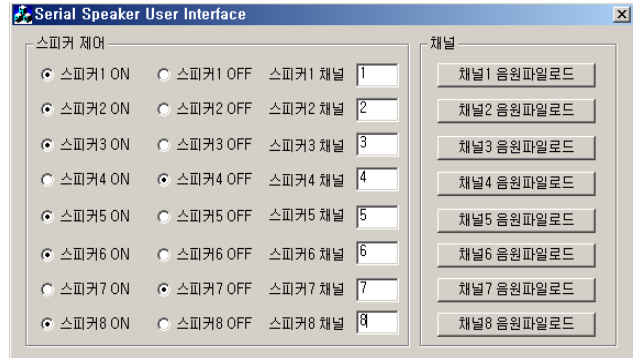 Serial Speaker User Interface
스피커 제어
스피커1 ON 스피커1 OFF 스피커1 채널 1
스피커2 ON 스피커2 OFF 스피커2 채널 2
스피커3 ON 스피커3 OFF 스피커3 채널 3
스피커4 ON 스피커4 OFF 스피커4 채널 4
스피커5 ON 스피커5 OFF 스피커5 채널 5
스피커6 ON 스피커6 OFF 스피커6 채널 6
스피커7 ON 스피커7 OFF 스피커7 채널 7
스피커8 ON 스피커8 OFF 스피커8 채널 8
채널
채널1 음원파일로드
채널2 음원파일로드
채널3 음원파일로드
채널4 음원파일로드
채널5 음원파일로드
채널6 음원파일로드
채널7 음원파일로드
채널8 음원파일로드